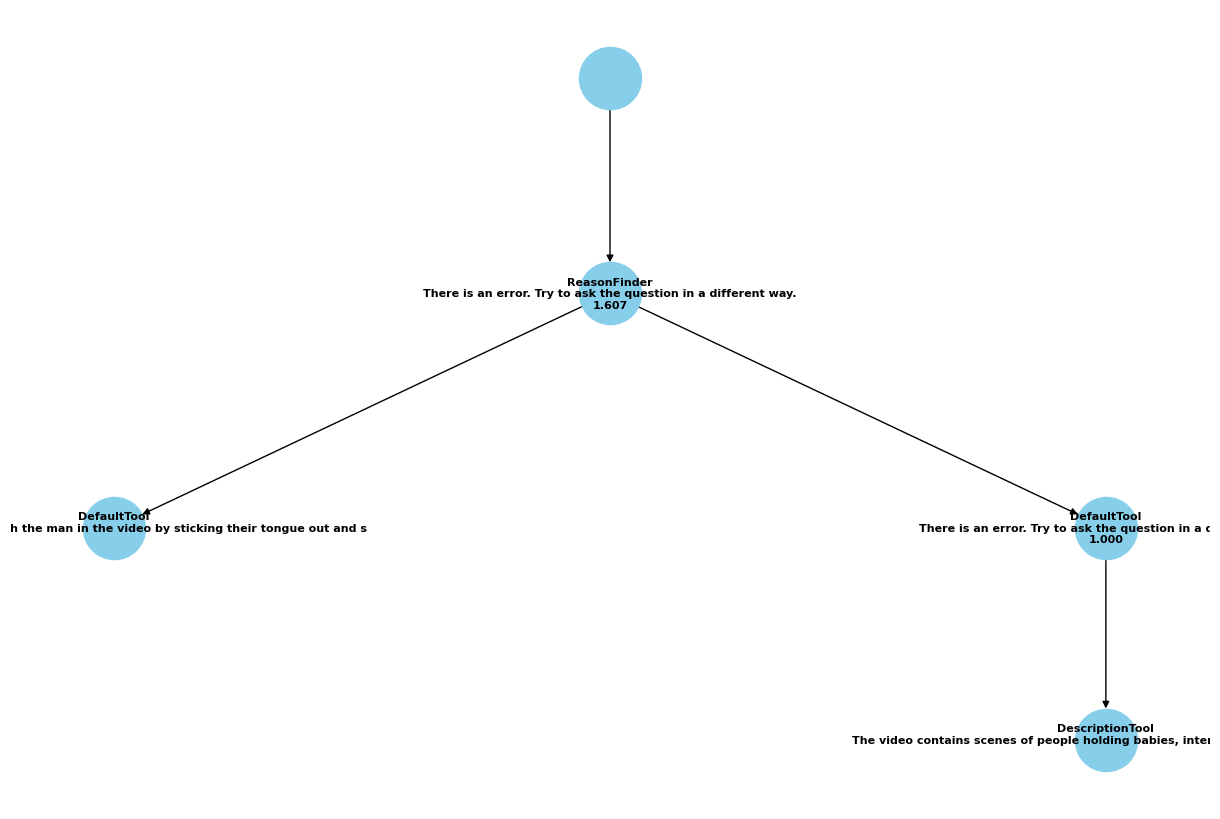 ReasonFinder
There is an error. Try to ask the question in a different way.
1.607
DefaultTool
h the man in the video by sticking their tongue out and s
DefaultTool
There is an error. Try to ask the question in a d
1.000
DescriptionTool
The video contains scenes of people holding babies, inter